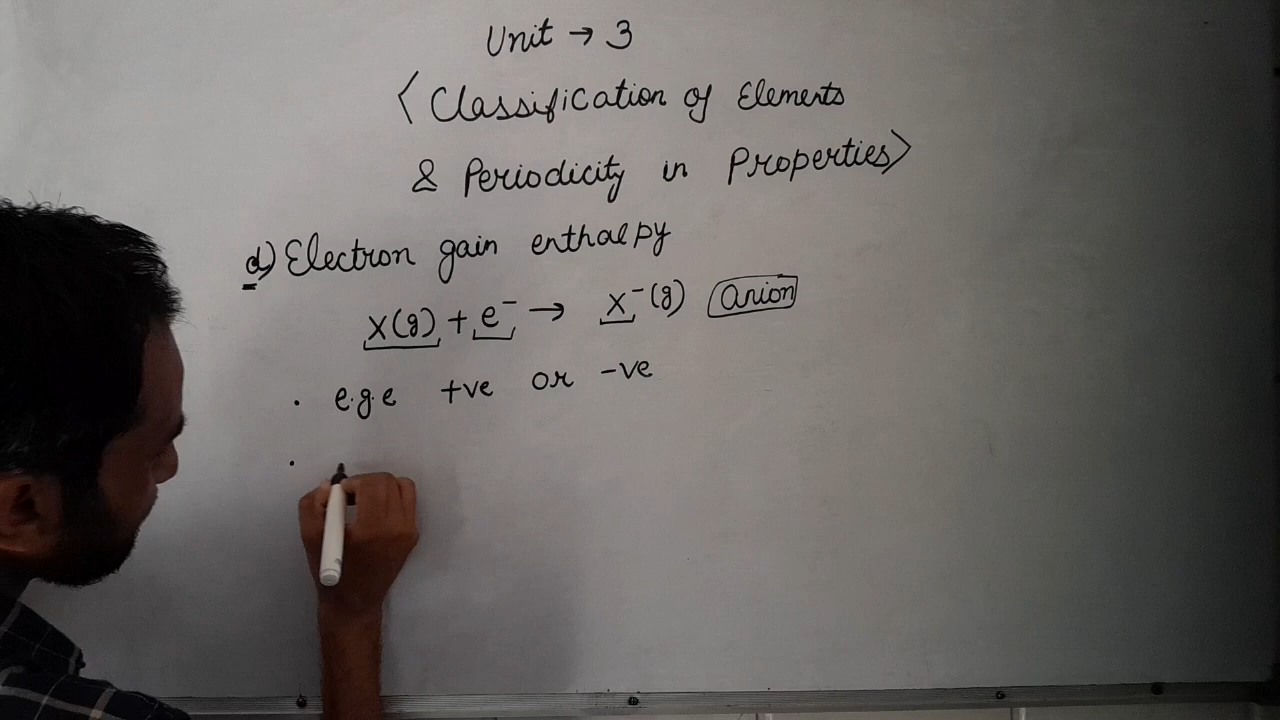 Unit → 3
< Classification of Elements
& Periodicity in Properties>
d) Electron gain enthalpy
X(g) + e⁻ → X⁻(g) Anion
• e.g.e +ve or -ve
•